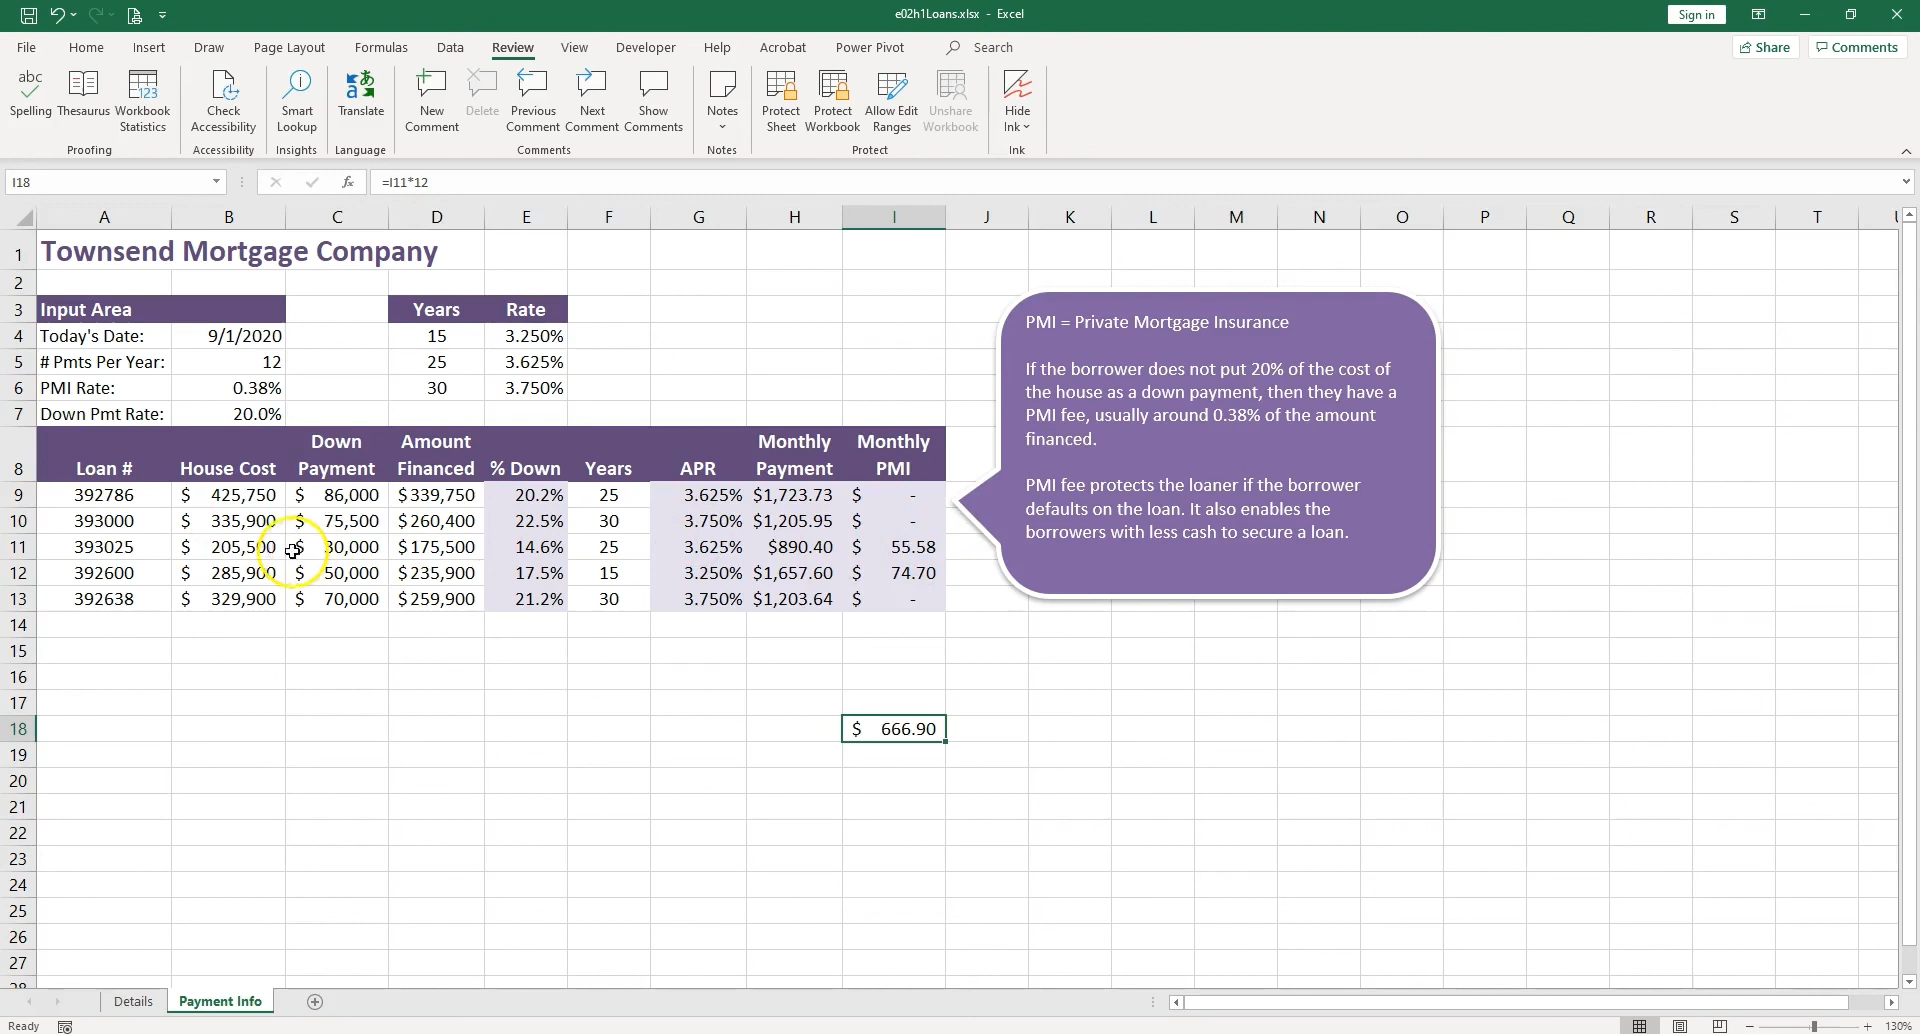 e02h1Loans.xlsx - Excel
Sign in
File Home Insert Draw Page Layout Formulas Data Review View Developer Help Acrobat Power Pivot Search Share Comments
abc
123
Spelling Thesaurus Workbook Statistics Check Accessibility Smart Lookup Translate New Comment Delete Previous Comment Next Comment Show Comments Notes Protect Sheet Protect Workbook Allow Edit Ranges Unshare Workbook Hide Ink
Proofing Accessibility Insights Language Comments Notes Protect Ink
I18 fx =I11*12
A B C D E F G H I J K L M N O P Q R S T
1 Townsend Mortgage Company
2
3 Input Area Years Rate
4 Today's Date: 9/1/2020 15 3.250%
5 # Pmts Per Year: 12 25 3.625%
6 PMI Rate: 0.38% 30 3.750%
7 Down Pmt Rate: 20.0%
Down Amount Monthly Monthly
8 Loan # House Cost Payment Financed % Down Years APR Payment PMI
9 392786 $ 425,750 $ 86,000 $339,750 20.2% 25 3.625% $1,723.73 $ -
10 393000 $ 335,900 $ 75,500 $260,400 22.5% 30 3.750% $1,205.95 $ -
11 393025 $ 205,500 $ 30,000 $175,500 14.6% 25 3.625% $890.40 $ 55.58
12 392600 $ 285,900 $ 50,000 $235,900 17.5% 15 3.250% $1,657.60 $ 74.70
13 392638 $ 329,900 $ 70,000 $259,900 21.2% 30 3.750% $1,203.64 $ -
PMI = Private Mortgage Insurance
If the borrower does not put 20% of the cost of
the house as a down payment, then they have a
PMI fee, usually around 0.38% of the amount
financed.
PMI fee protects the loaner if the borrower
defaults on the loan. It also enables the
borrowers with less cash to secure a loan.
14
15
16
17
18 $ 666.90
19
20
21
22
23
24
25
26
27
28
Details Payment Info
Ready 130%